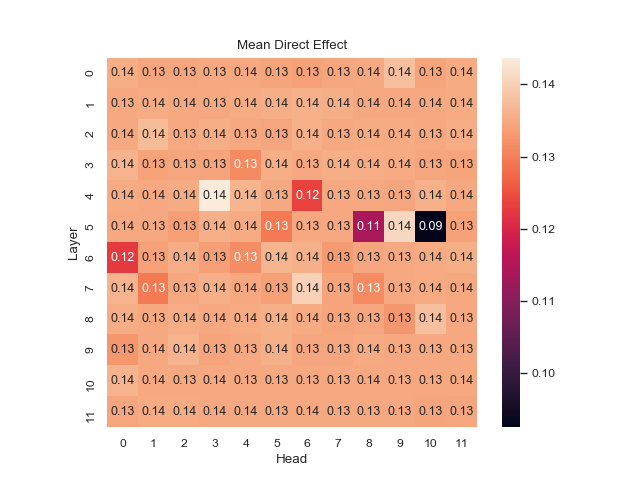 Mean Direct Effect
0 0.14 0.13 0.13 0.13 0.14 0.13 0.13 0.13 0.14 0.14 0.13 0.14 0.14
1 0.13 0.14 0.14 0.13 0.14 0.14 0.14 0.14 0.14 0.14 0.14 0.14
2 0.14 0.14 0.13 0.14 0.13 0.13 0.14 0.13 0.14 0.14 0.13 0.14
3 0.14 0.13 0.13 0.13 0.13 0.14 0.13 0.14 0.14 0.14 0.13 0.13 0.13
4 0.14 0.14 0.14 0.14 0.14 0.13 0.12 0.13 0.13 0.13 0.14 0.14
5 0.14 0.13 0.13 0.14 0.14 0.13 0.13 0.13 0.11 0.14 0.09 0.13
Layer
6 0.12 0.13 0.14 0.13 0.13 0.14 0.14 0.13 0.13 0.13 0.14 0.14
7 0.14 0.13 0.13 0.14 0.14 0.13 0.14 0.13 0.13 0.13 0.14 0.14
8 0.14 0.13 0.14 0.13 0.14 0.14 0.14 0.13 0.13 0.13 0.14 0.13
9 0.13 0.14 0.14 0.13 0.13 0.14 0.13 0.13 0.14 0.13 0.13 0.13
10 0.14 0.14 0.13 0.14 0.13 0.14 0.14 0.13 0.14 0.13 0.13 0.14
11 0.13 0.14 0.14 0.14 0.14 0.14 0.13 0.14 0.13 0.13 0.13 0.13
0 1 2 3 4 5 6 7 8 9 10 11
Head
0.14
0.13
0.12
0.11
0.10